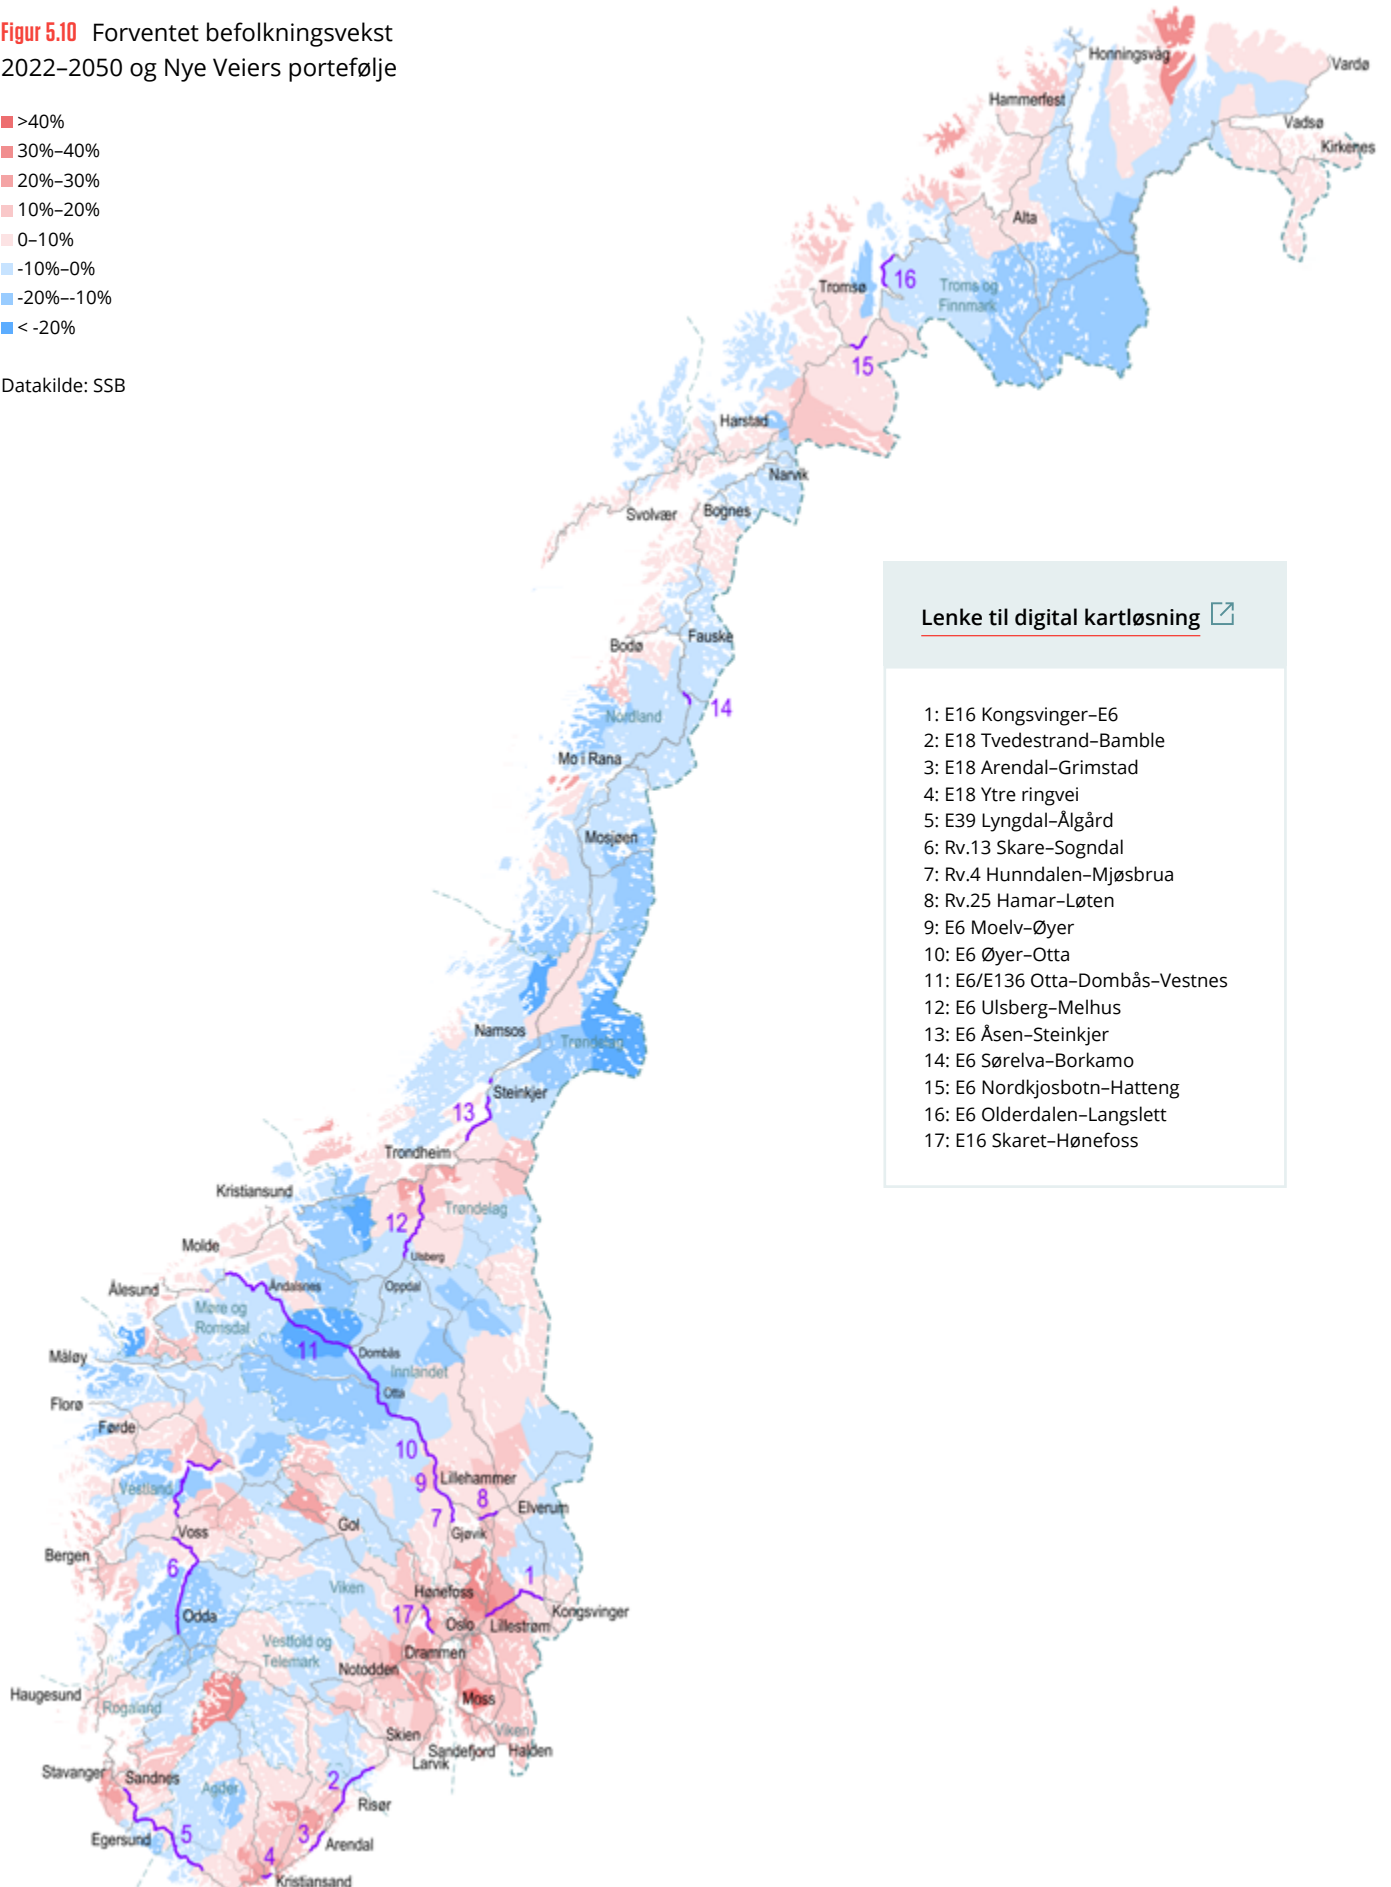 Figur 5.10 Forventet befolkningsvekst
2022–2050 og Nye Veiers portefølje
>40%
30%–40%
20%–30%
10%–20%
0–10%
-10%–0%
-20%–-10%
< -20%
Datakilde: SSB
Honningsvåg
Vardø
Hammerfest
Vadsø
Kirkenes
Alta
Tromsø
16
Troms og
Finnmark
15
Harstad
Narvik
Svolvær
Bognes
Bodø
Fauske
Nordland
14
Mo i Rana
Mosjøen
Namsos
Trøndelag
Steinkjer
13
Trondheim
Kristiansund
Trøndelag
12
Molde
Ulsberg
Ålesund
Åndalsnes
Oppdal
Møre og
Romsdal
11
Dombås
Måløy
Innlandet
Otta
Florø
Førde
10
Lillehammer
9
Vestland
8
Elverum
7
Gjøvik
Voss
Gol
Bergen
6
Viken
Hønefoss
1
Odda
17
Oslo
Lillestrøm
Kongsvinger
Vestfold og
Telemark
Drammen
Notodden
Haugesund
Rogaland
Moss
Skien
Viken
Sandefjord
Halden
Larvik
Stavanger
Sandnes
Agder
2
Risør
Egersund
5
3
Arendal
4
Kristiansand
Lenke til digital kartløsning
1: E16 Kongsvinger–E6
2: E18 Tvedestrand–Bamble
3: E18 Arendal–Grimstad
4: E18 Ytre ringvei
5: E39 Lyngdal–Ålgård
6: Rv.13 Skare–Sogndal
7: Rv.4 Hunndalen–Mjøsbrua
8: Rv.25 Hamar–Løten
9: E6 Moelv–Øyer
10: E6 Øyer–Otta
11: E6/E136 Otta–Dombås–Vestnes
12: E6 Ulsberg–Melhus
13: E6 Åsen–Steinkjer
14: E6 Sørelva–Borkamo
15: E6 Nordkjosbotn–Hatteng
16: E6 Olderdalen–Langslett
17: E16 Skaret–Hønefoss